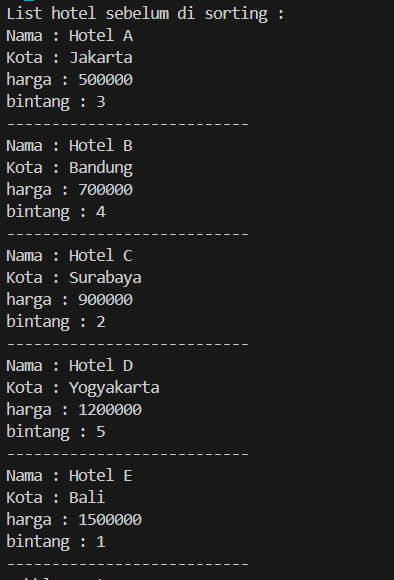 List hotel sebelum di sorting :
Nama : Hotel A
Kota : Jakarta
harga : 500000
bintang : 3
---------------------------
Nama : Hotel B
Kota : Bandung
harga : 700000
bintang : 4
---------------------------
Nama : Hotel C
Kota : Surabaya
harga : 900000
bintang : 2
---------------------------
Nama : Hotel D
Kota : Yogyakarta
harga : 1200000
bintang : 5
---------------------------
Nama : Hotel E
Kota : Bali
harga : 1500000
bintang : 1
---------------------------